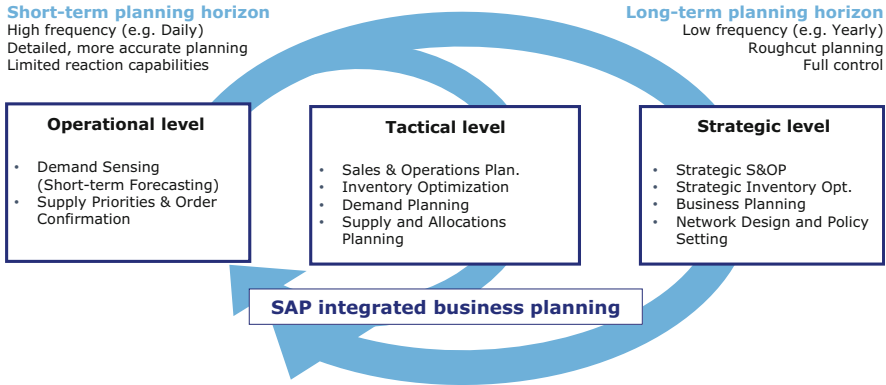 Short-term planning horizon
High frequency (e.g. Daily)
Detailed, more accurate planning
Limited reaction capabilities
Long-term planning horizon
Low frequency (e.g. Yearly)
Roughcut planning
Full control
Operational level
• Demand Sensing
(Short-term Forecasting)
• Supply Priorities & Order
Confirmation
Tactical level
• Sales & Operations Plan.
• Inventory Optimization
• Demand Planning
• Supply and Allocations
Planning
Strategic level
• Strategic S&OP
• Strategic Inventory Opt.
• Business Planning
• Network Design and Policy
Setting
SAP integrated business planning